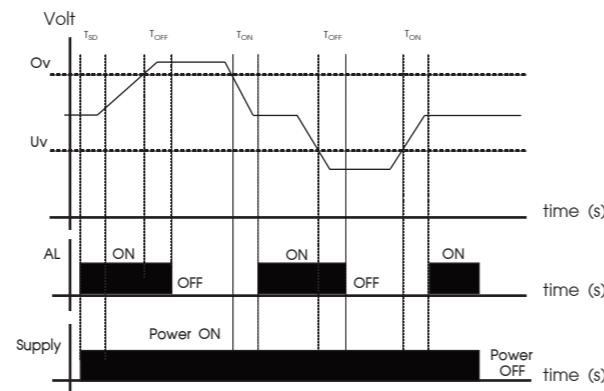 Volt
TSD TOFF TON TOFF TON
Ov
Uv
time (s)
AL ON ON ON
OFF OFF
time (s)
Supply Power ON
Power
OFF
time (s)